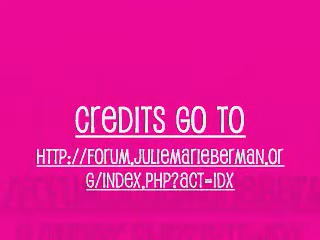 credits go to
http://forum.juliemarieberman.or
g/index.php?act=idx